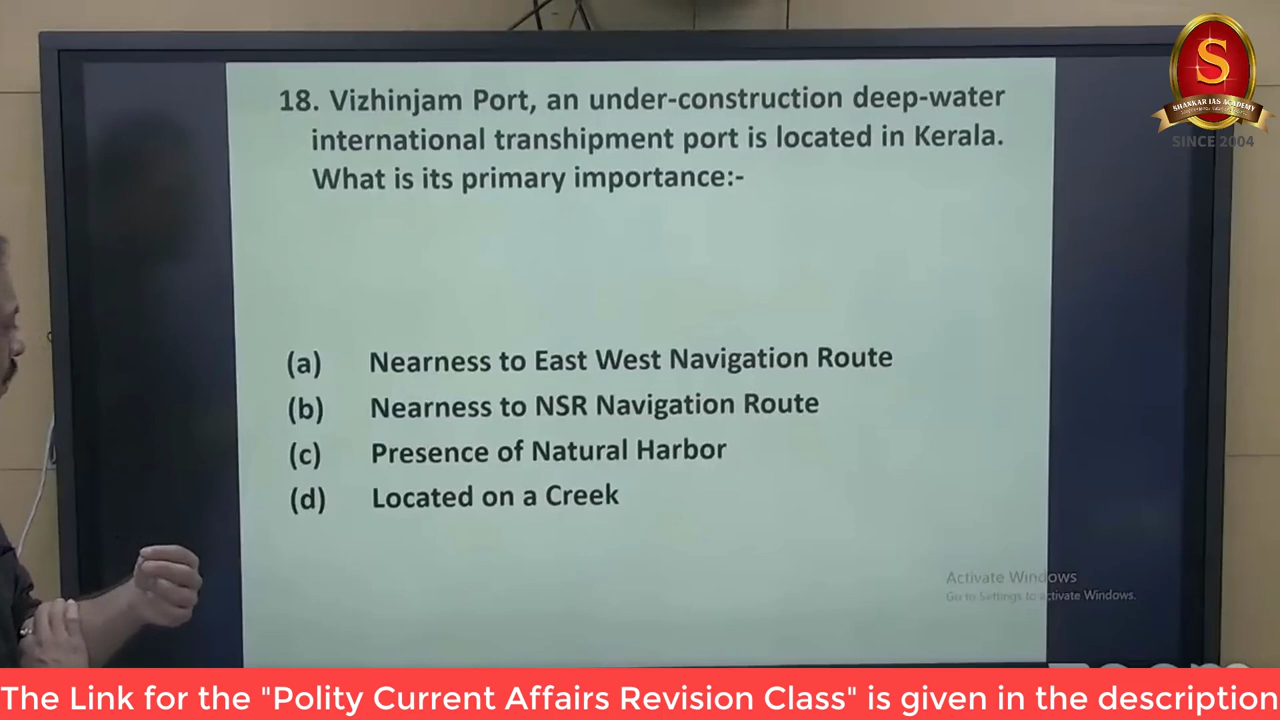 S
SHANKAR IAS ACADEMY
SINCE 2004
18. Vizhinjam Port, an under-construction deep-water
international transhipment port is located in Kerala.
What is its primary importance:-
(a) Nearness to East West Navigation Route
(b) Nearness to NSR Navigation Route
(c) Presence of Natural Harbor
(d) Located on a Creek
Activate Windows
Go to Settings to activate Windows.
The Link for the "Polity Current Affairs Revision Class" is given in the description